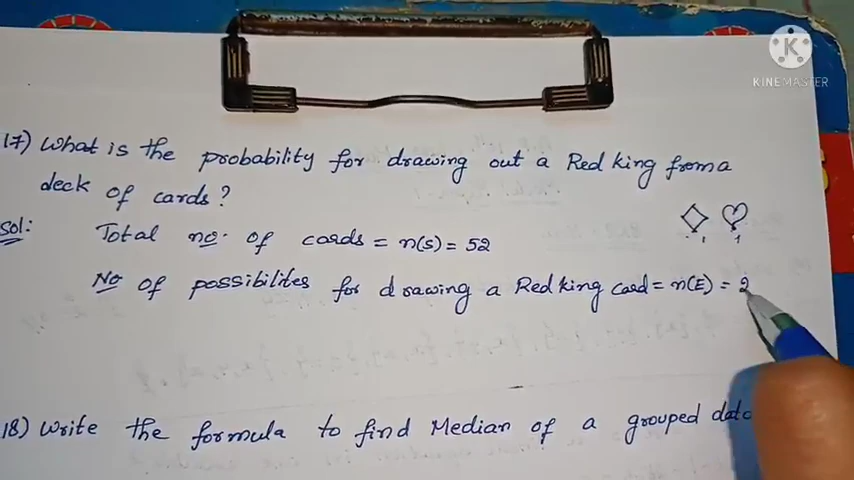 KINEMASTER
17) What is the probability for drawing out a Red king from a
deck of cards?
Sol: Total no. of cards = n(s) = 52
No of possibilites for drawing a Red king card = n(E) = 2
18) Write the formula to find Median of a grouped data